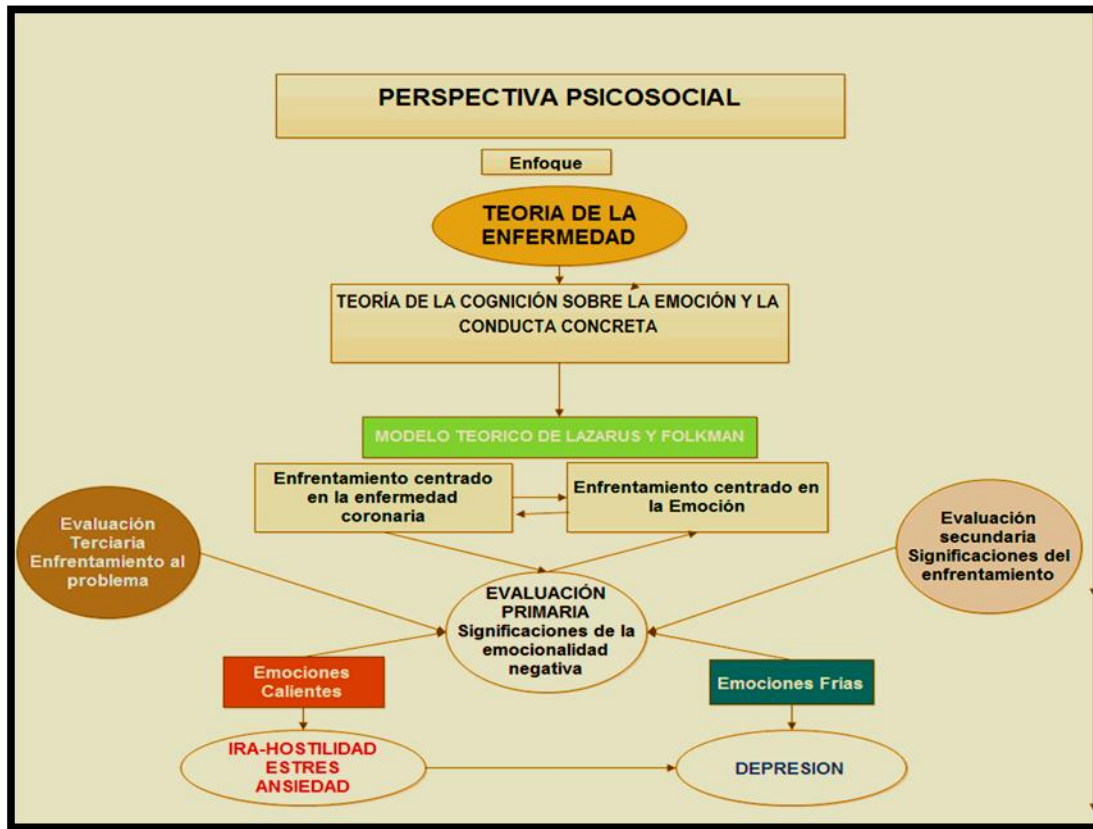 PERSPECTIVA PSICOSOCIAL
Enfoque
TEORIA DE LA
ENFERMEDAD
TEORÍA DE LA COGNICIÓN SOBRE LA EMOCIÓN Y LA
CONDUCTA CONCRETA
MODELO TEORICO DE LAZARUS Y FOLKMAN
Enfrentamiento centrado
en la enfermedad
coronaria
Enfrentamiento centrado en
la Emoción
Evaluación
Terciaria
Enfrentamiento al
problema
Evaluación
secundaria
Significaciones del
enfrentamiento
EVALUACIÓN
PRIMARIA
Significaciones de la
emocionalidad
negativa
Emociones
Calientes
Emociones Frias
IRA-HOSTILIDAD
ESTRES
ANSIEDAD
DEPRESION